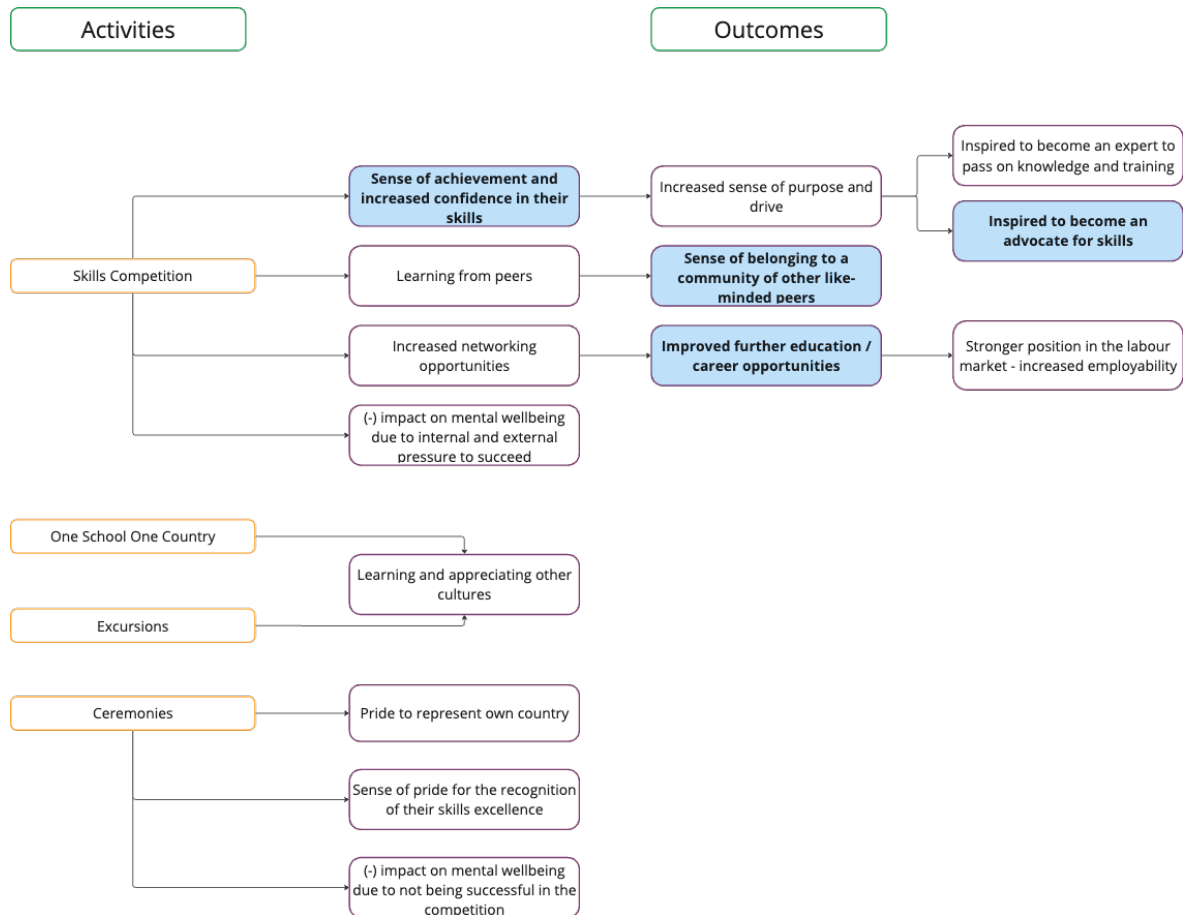 Activities
Outcomes
Inspired to become an expert to
pass on knowledge and training
Sense of achievement and
increased confidence in their
skills
Increased sense of purpose and
drive
Inspired to become an
advocate for skills
Skills Competition
Learning from peers
Sense of belonging to a
community of other like-
minded peers
Increased networking
opportunities
Improved further education /
career opportunities
Stronger position in the labour
market - increased employability
(-) impact on mental wellbeing
due to internal and external
pressure to succeed
One School One Country
Learning and appreciating other
cultures
Excursions
Ceremonies
Pride to represent own country
Sense of pride for the recognition
of their skills excellence
(-) impact on mental wellbeing
due to not being successful in the
competition